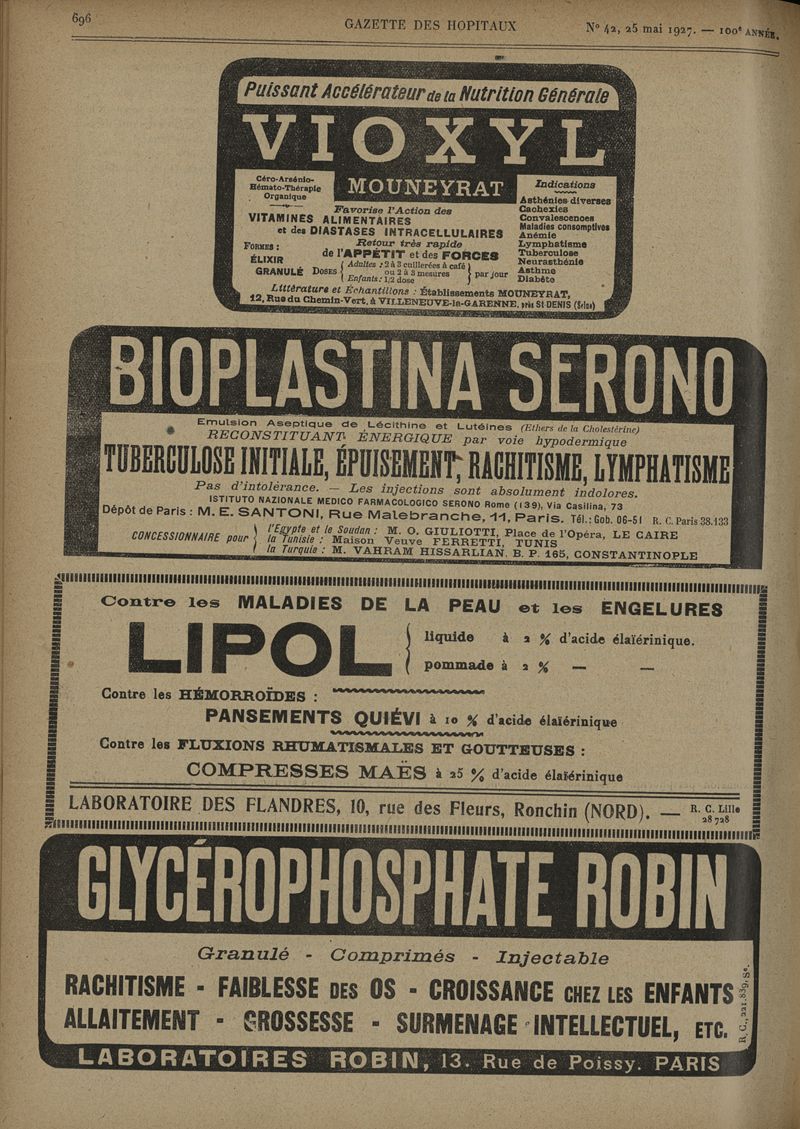 696
GAZETTE DES HOPITAUX
N° 42, 25 mai 1927. — 100e ANNÉE.
Puissant Accélérateur de la Nutrition Générale
VIOXYL
MOUNEYRAT
Céro-Arsénio-
Hémato-Thérapie
Organique
Favorise l'Action des
VITAMINES ALIMENTAIRES
et des DIASTASES INTRACELLULAIRES
Retour très rapide
de l'APPÉTIT et des FORCES
FORMES :
ÉLIXIR
GRANULÉ
DOSES { Adultes : 2 à 3 cuillerées à café
ou 2 à 3 mesures
Enfants : 1/2 dose } par jour
Indications
Asthénies diverses
Cachexies
Convalescences
Maladies consomptives
Anémie
Lymphatisme
Tuberculose
Neurasthénie
Asthme
Diabète
Littérature et Échantillons : Établissements MOUNEYRAT,
12, Rue du Chemin-Vert, à VILLENEUVE-la-GARENNE, près St-DENIS (Seine)
BIOPLASTINA SERONO
Emulsion Aseptique de Lécithine et Lutéines (Ethers de la Cholestérine)
RECONSTITUANT ÉNERGIQUE par voie hypodermique
TUBERCULOSE INITIALE, ÉPUISEMENT, RACHITISME, LYMPHATISME
Pas d'intolérance. — Les injections sont absolument indolores.
ISTITUTO NAZIONALE MEDICO FARMACOLOGICO SERONO Rome (139), Via Casilina, 73
Dépôt de Paris : M. E. SANTONI, Rue Malebranche, 11, Paris. Tél.: Gob. 06-51 R. C. Paris 38.133
CONCESSIONNAIRE pour { l'Egypte et le Soudan : M. O. GIULIOTTI, Place de l'Opéra, LE CAIRE
la Tunisie : Maison Veuve FERRETTI, TUNIS
la Turquie : M. VAHRAM HISSARLIAN, B. P. 165, CONSTANTINOPLE
Contre les MALADIES DE LA PEAU et les ENGELURES
LIPOL
{ liquide à 2 % d'acide élaïérinique.
pommade à 2 % — —
Contre les HÉMORROÏDES :
PANSEMENTS QUIÉVI à 10 % d'acide élaïérinique
Contre les FLUXIONS RHUMATISMALES ET GOUTTEUSES :
COMPRESSES MAËS à 25 % d'acide élaïérinique
LABORATOIRE DES FLANDRES, 10, rue des Fleurs, Ronchin (NORD). — R. C. Lille
28 728
GLYCÉROPHOSPHATE ROBIN
Granulé - Comprimés - Injectable
RACHITISME - FAIBLESSE DES OS - CROISSANCE CHEZ LES ENFANTS
ALLAITEMENT - GROSSESSE - SURMENAGE INTELLECTUEL, ETC.
R. C., 221.839, Se.
LABORATOIRES ROBIN, 13, Rue de Poissy. PARIS